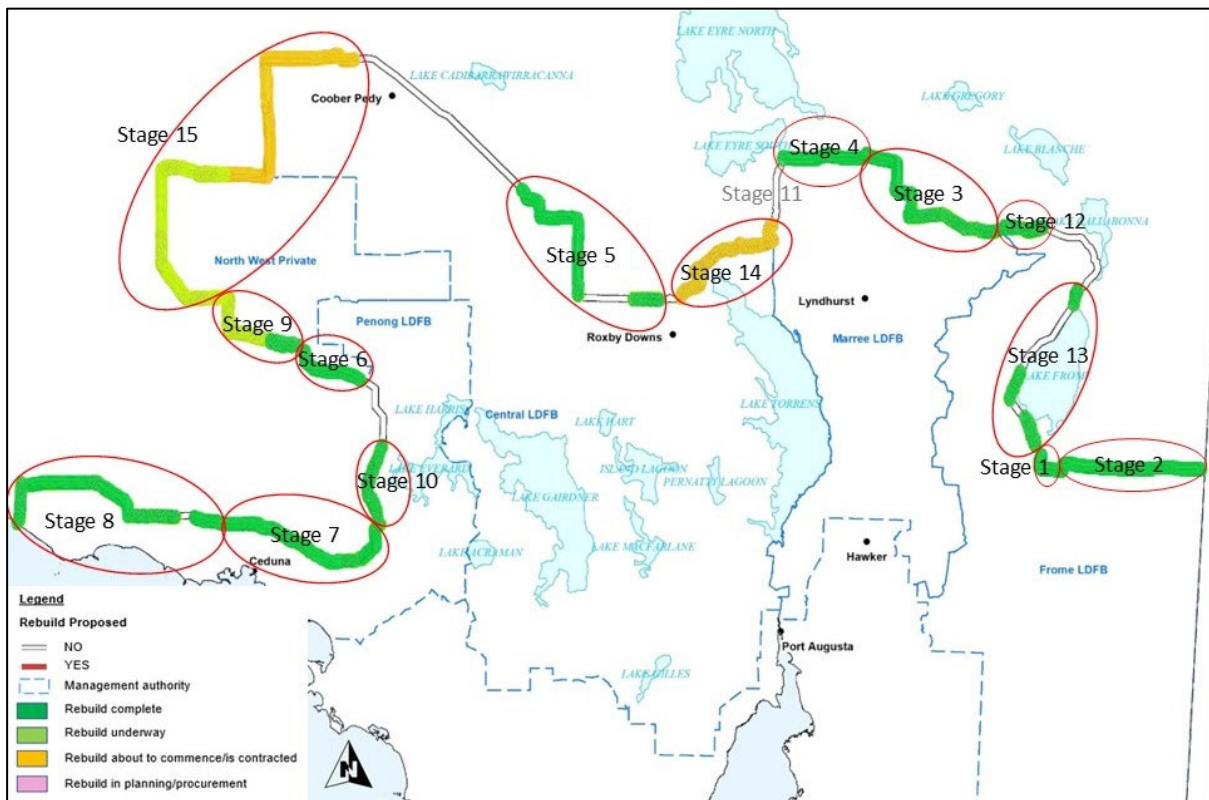 LAKE EYRE NORTH
LAKE CADIBARRAWIRRACANNA
Coober Pedy
LAKE GREGORY
Stage 15
LAKE EYRE SOUTH
Stage 4
LAKE BLANCHE
Stage 11
Stage 3
Stage 12
North West Private
Stage 5
Stage 14
Lyndhurst
Stage 9
Penong LDFB
Roxby Downs
Marree LDFB
Stage 6
Stage 13
LAKE FROME
LAKE HARRIS
Central LDFB
LAKE HART
LAKE TORRENS
LAKE EVERARD
Stage 10
ISLAND LAGOON
PERNATTY LAGOON
Stage 1
Stage 2
LAKE GAIRDNER
Stage 8
Stage 7
LAKE ACRAMAN
LAKE MACFARLANE
Ceduna
Hawker
Frome LDFB
Port Augusta
LAKE GILLES
Legend
Rebuild Proposed
NO
YES
Management authority
Rebuild complete
Rebuild underway
Rebuild about to commence/is contracted
Rebuild in planning/procurement
N